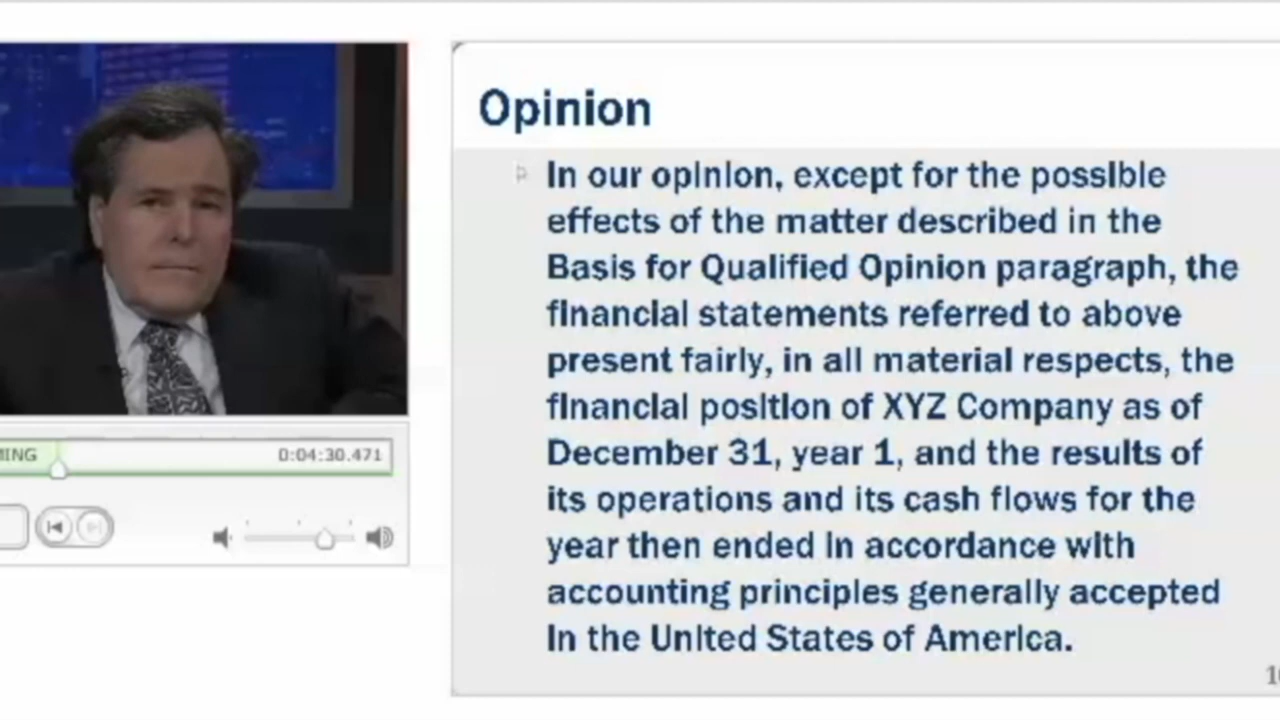 Opinion
In our opinion, except for the possible
effects of the matter described in the
Basis for Qualified Opinion paragraph, the
financial statements referred to above
present fairly, in all material respects, the
financial position of XYZ Company as of
December 31, year 1, and the results of
its operations and its cash flows for the
year then ended in accordance with
accounting principles generally accepted
in the United States of America.
MING 0:04:30.471